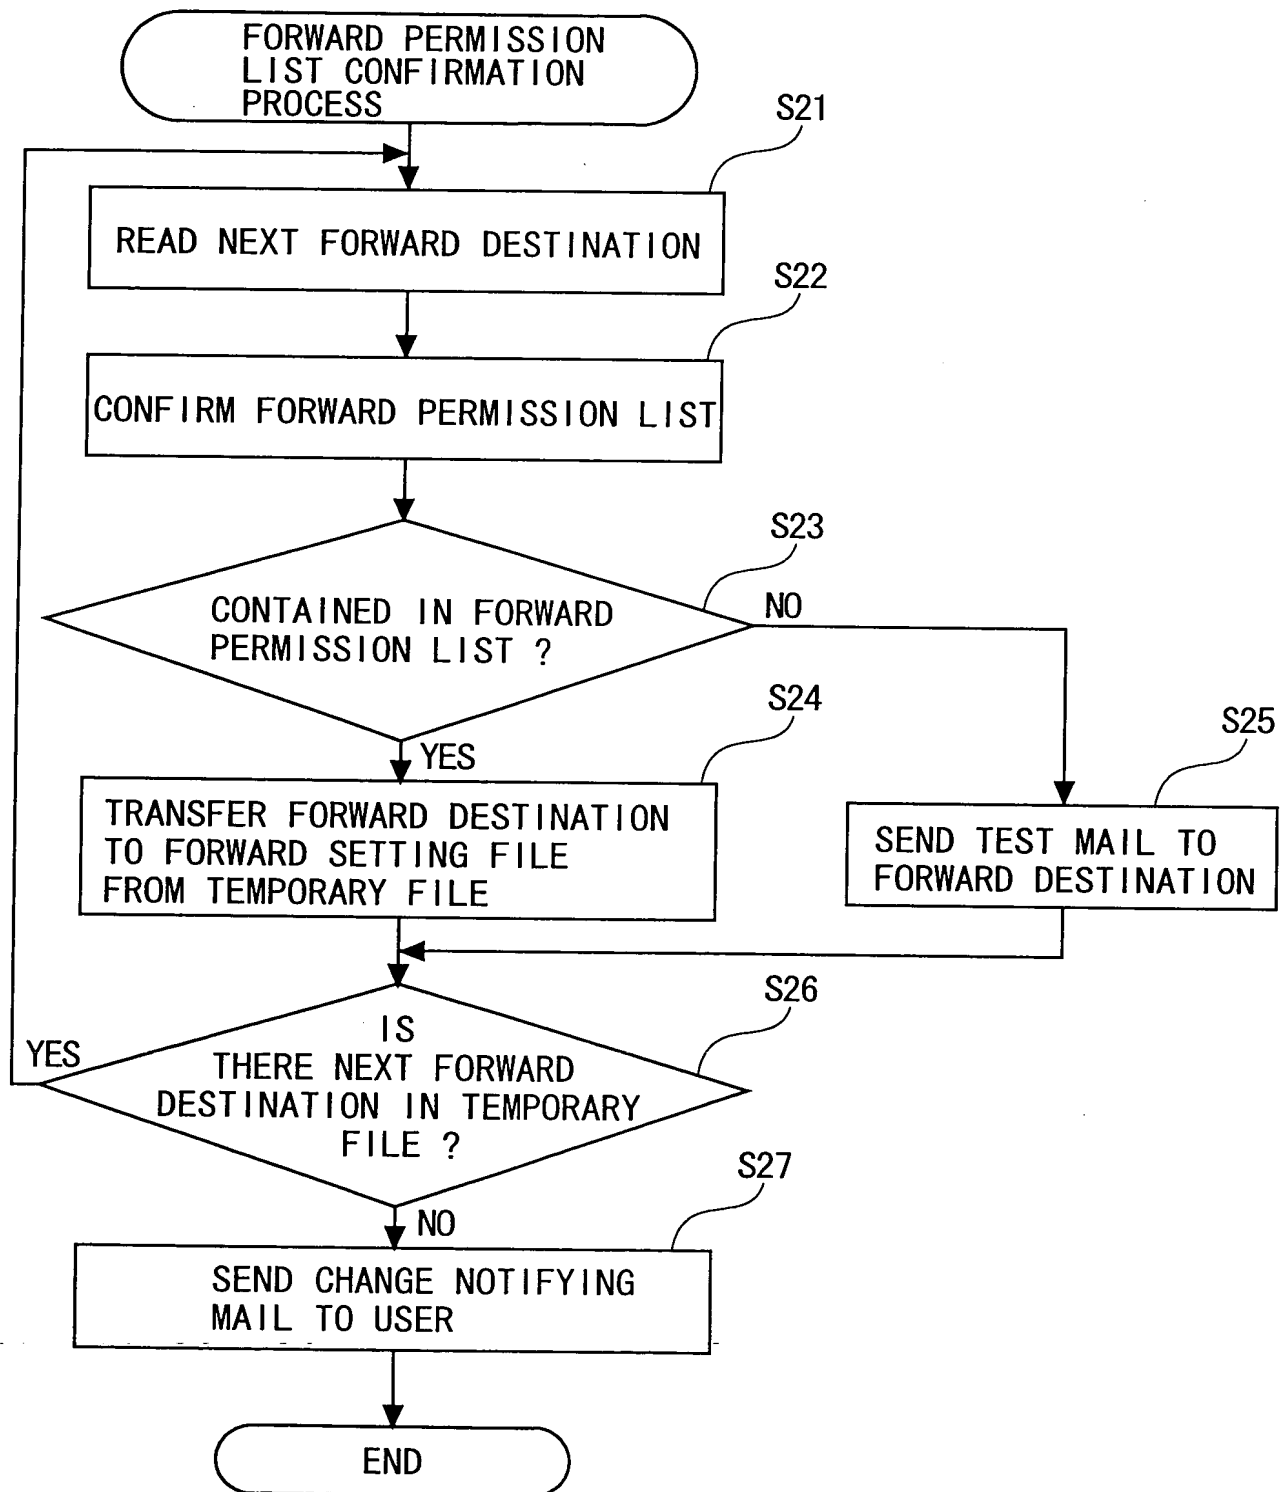 FORWARD PERMISSION
LIST CONFIRMATION
PROCESS
S21
READ NEXT FORWARD DESTINATION
S22
CONFIRM FORWARD PERMISSION LIST
S23
CONTAINED IN FORWARD
PERMISSION LIST ?
NO
YES
S24
TRANSFER FORWARD DESTINATION
TO FORWARD SETTING FILE
FROM TEMPORARY FILE
S25
SEND TEST MAIL TO
FORWARD DESTINATION
S26
IS
THERE NEXT FORWARD
DESTINATION IN TEMPORARY
FILE ?
YES
NO
S27
SEND CHANGE NOTIFYING
MAIL TO USER
END